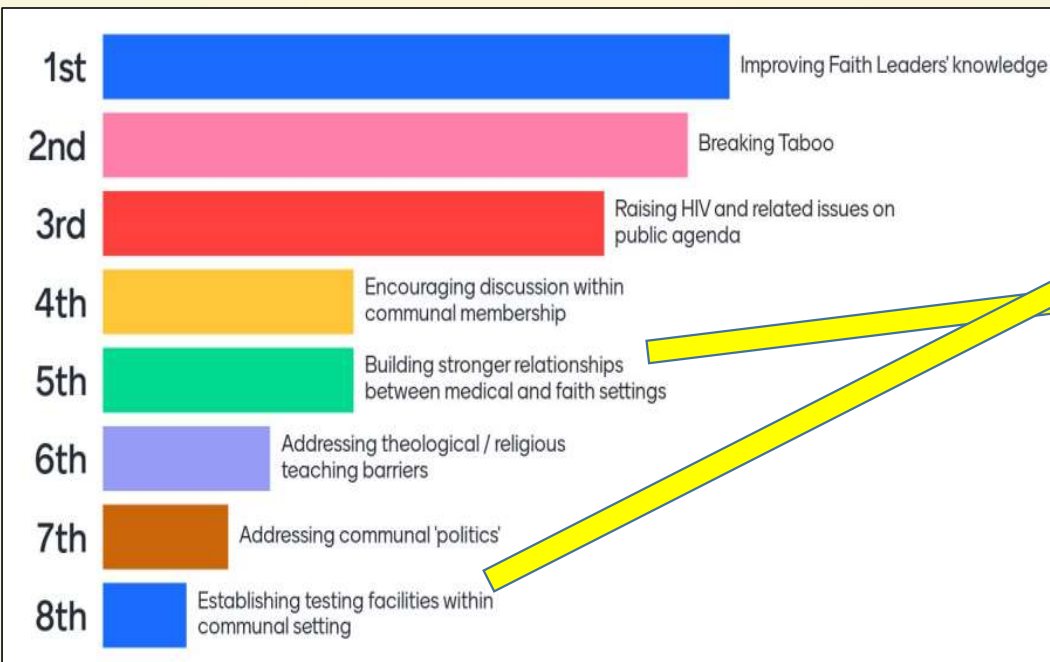 1st
Improving Faith Leaders' knowledge
2nd
Breaking Taboo
3rd
Raising HIV and related issues on
public agenda
4th
Encouraging discussion within
communal membership
5th
Building stronger relationships
between medical and faith settings
6th
Addressing theological / religious
teaching barriers
7th
Addressing communal 'politics'
8th
Establishing testing facilities within
communal setting